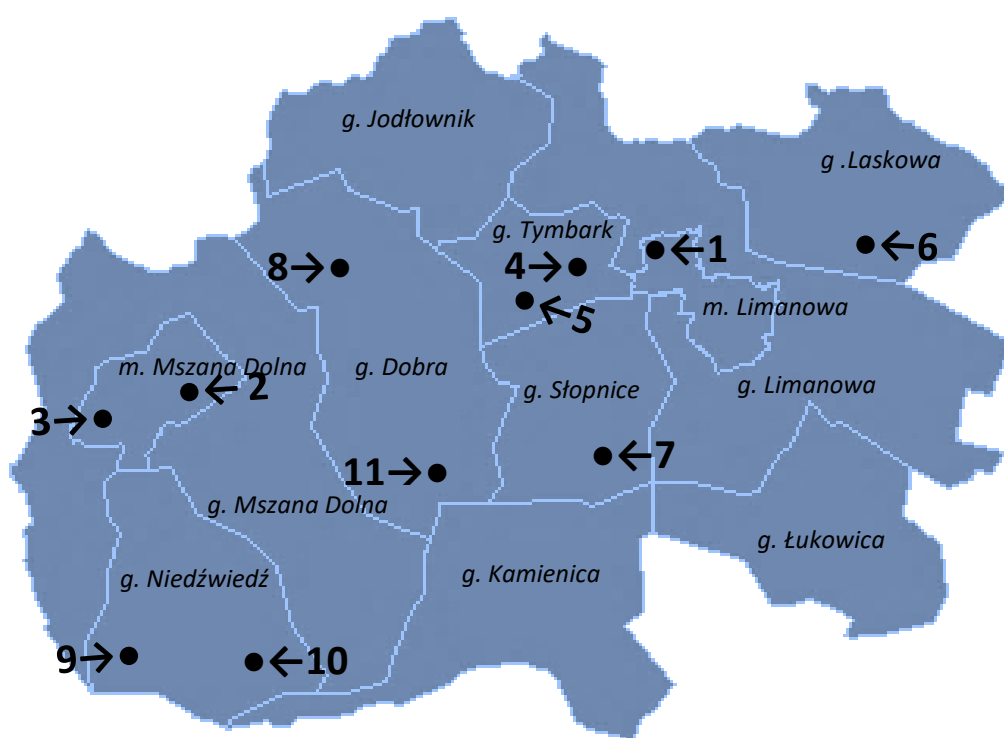 g. Jodłownik
g .Laskowa
g. Tymbark
←1
←6
8→
4→
←5
m. Limanowa
m. Mszana Dolna
g. Dobra
←2
g. Słopnice
g. Limanowa
3→
←7
11→
g. Mszana Dolna
g. Łukowica
g. Niedźwiedź
g. Kamienica
9→
←10